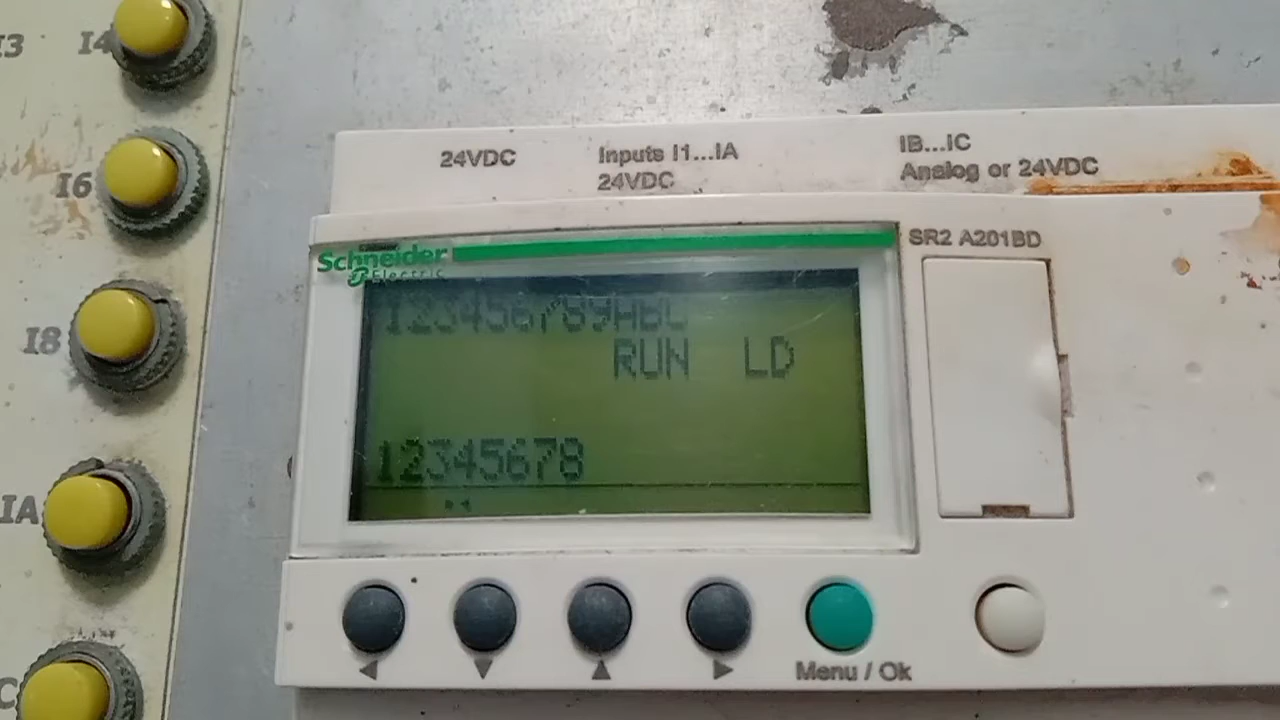 I3 I4
I6
I8
IA
C
24VDC
Inputs I1...IA
24VDC
IB...IC
Analog or 24VDC
SR2 A201BD
Schneider
Electric
123456789ABC
RUN LD
12345678
Menu / Ok